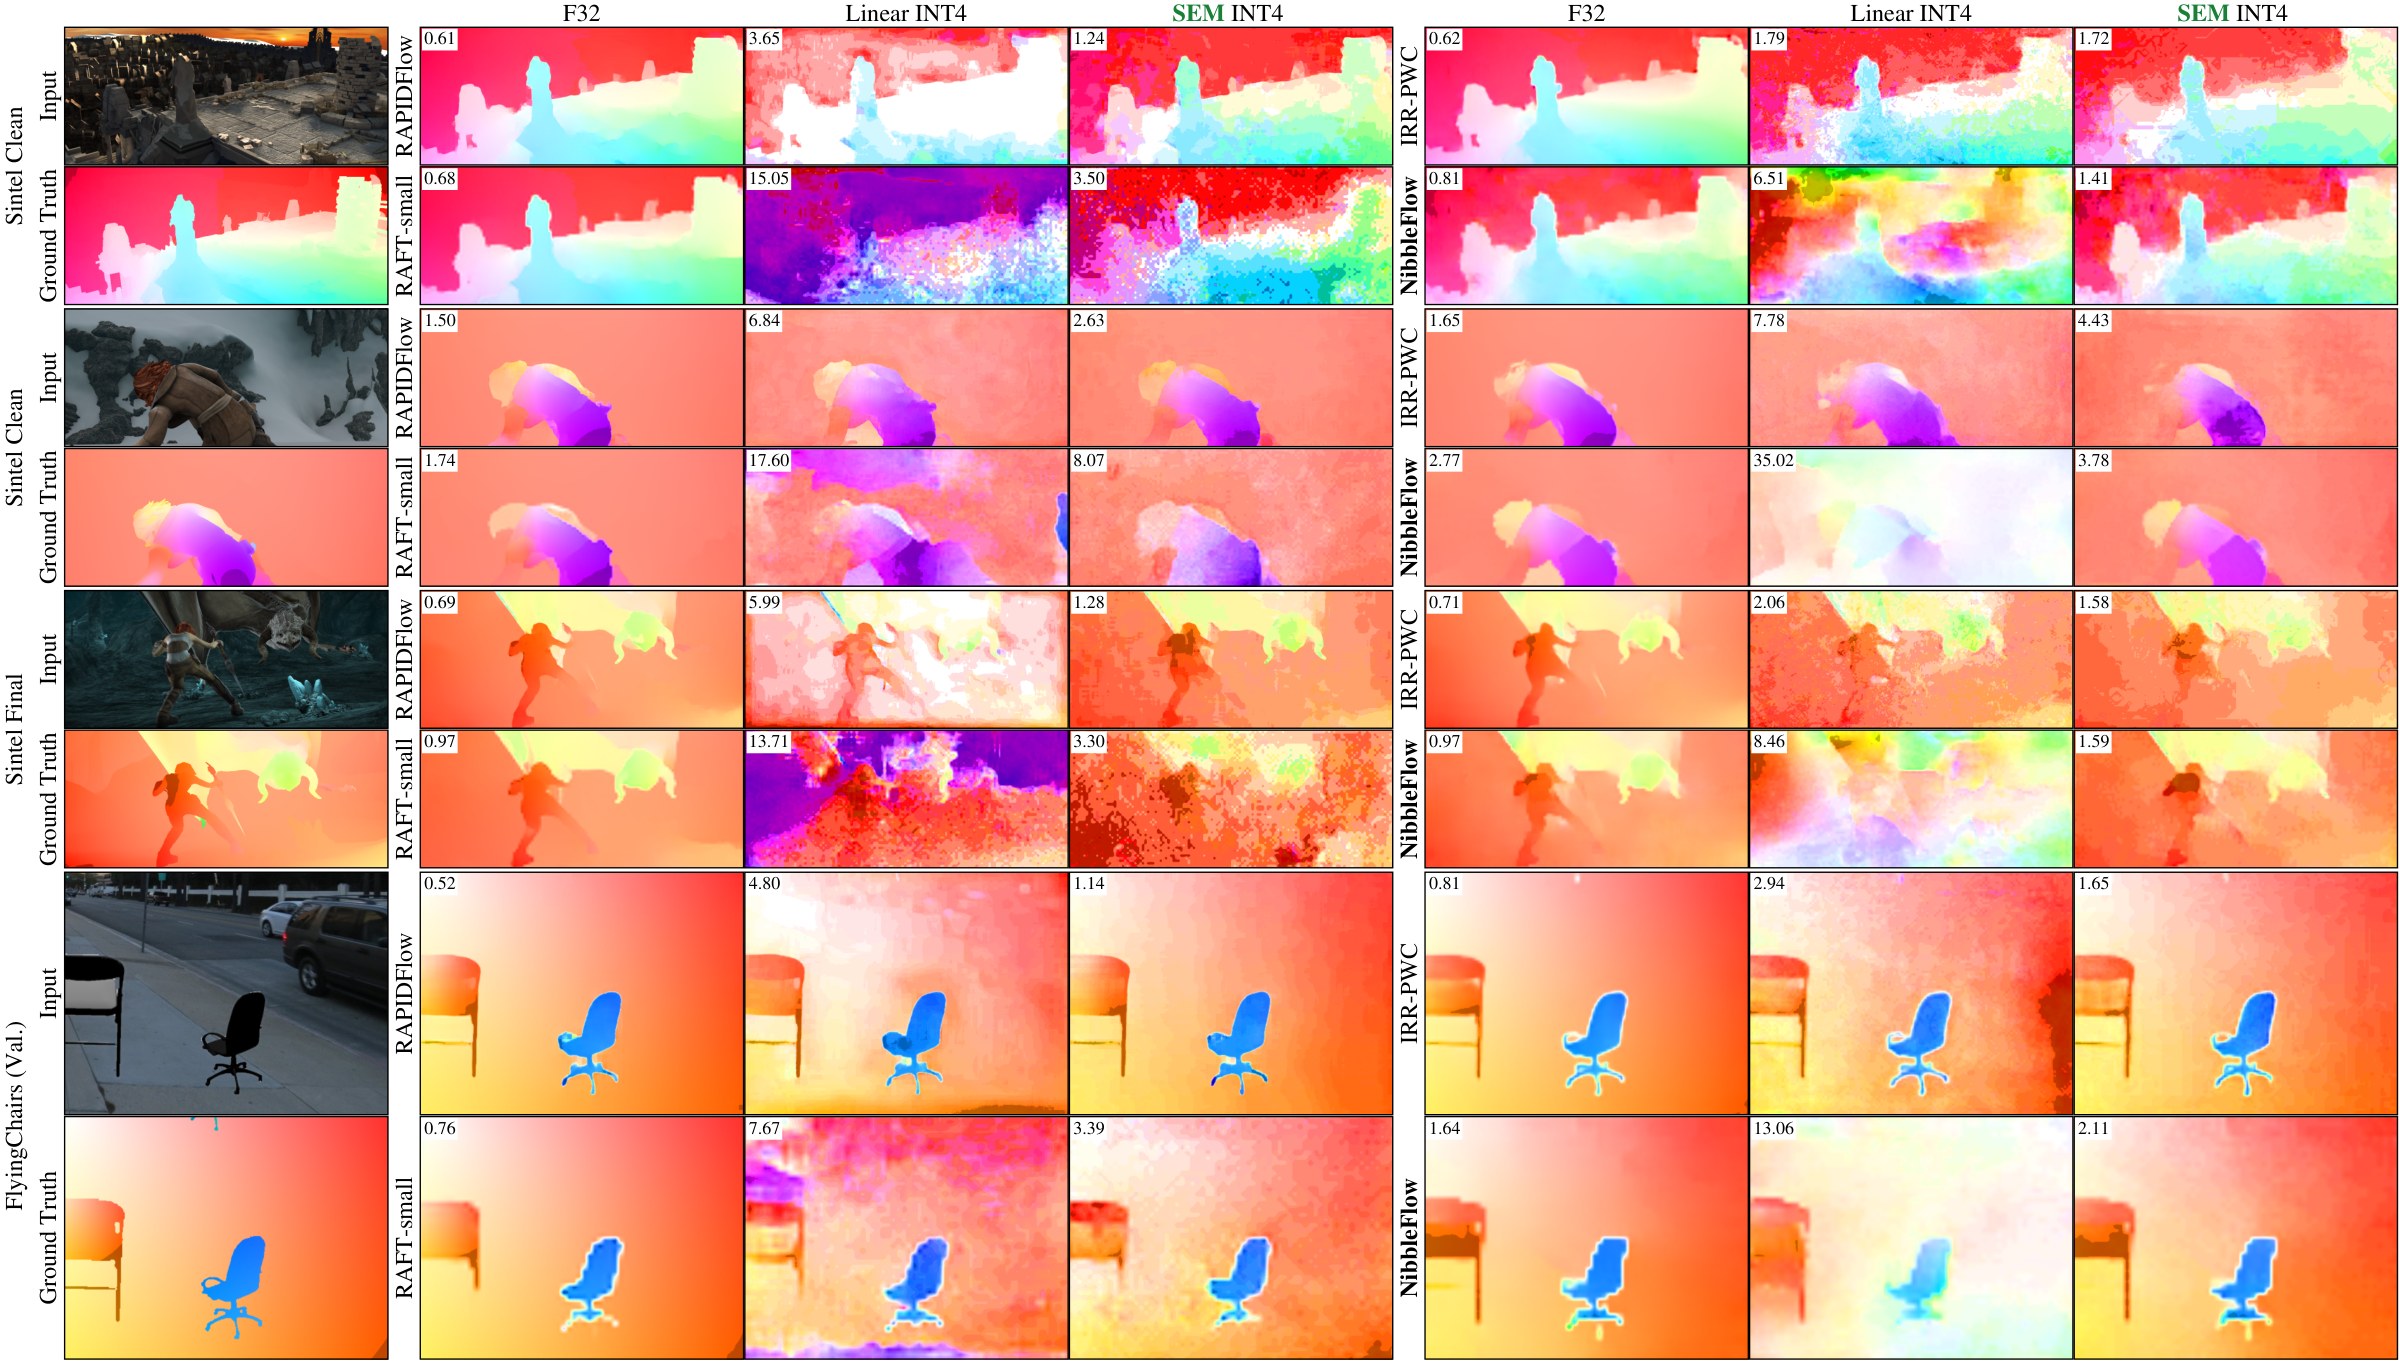 F32 Linear INT4 SEM INT4 F32 Linear INT4 SEM INT4
Sintel Clean
Input
Ground Truth
RAPIDFlow
0.61 3.65 1.24
IRR-PWC
0.62 1.79 1.72
RAFT-small
0.68 15.05 3.50
NibbleFlow
0.81 6.51 1.41
Sintel Clean
Input
Ground Truth
RAPIDFlow
1.50 6.84 2.63
IRR-PWC
1.65 7.78 4.43
RAFT-small
1.74 17.60 8.07
NibbleFlow
2.77 35.02 3.78
Sintel Final
Input
Ground Truth
RAPIDFlow
0.69 5.99 1.28
IRR-PWC
0.71 2.06 1.58
RAFT-small
0.97 13.71 3.30
NibbleFlow
0.97 8.46 1.59
FlyingChairs (Val.)
Input
Ground Truth
RAPIDFlow
0.52 4.80 1.14
IRR-PWC
0.81 2.94 1.65
RAFT-small
0.76 7.67 3.39
NibbleFlow
1.64 13.06 2.11